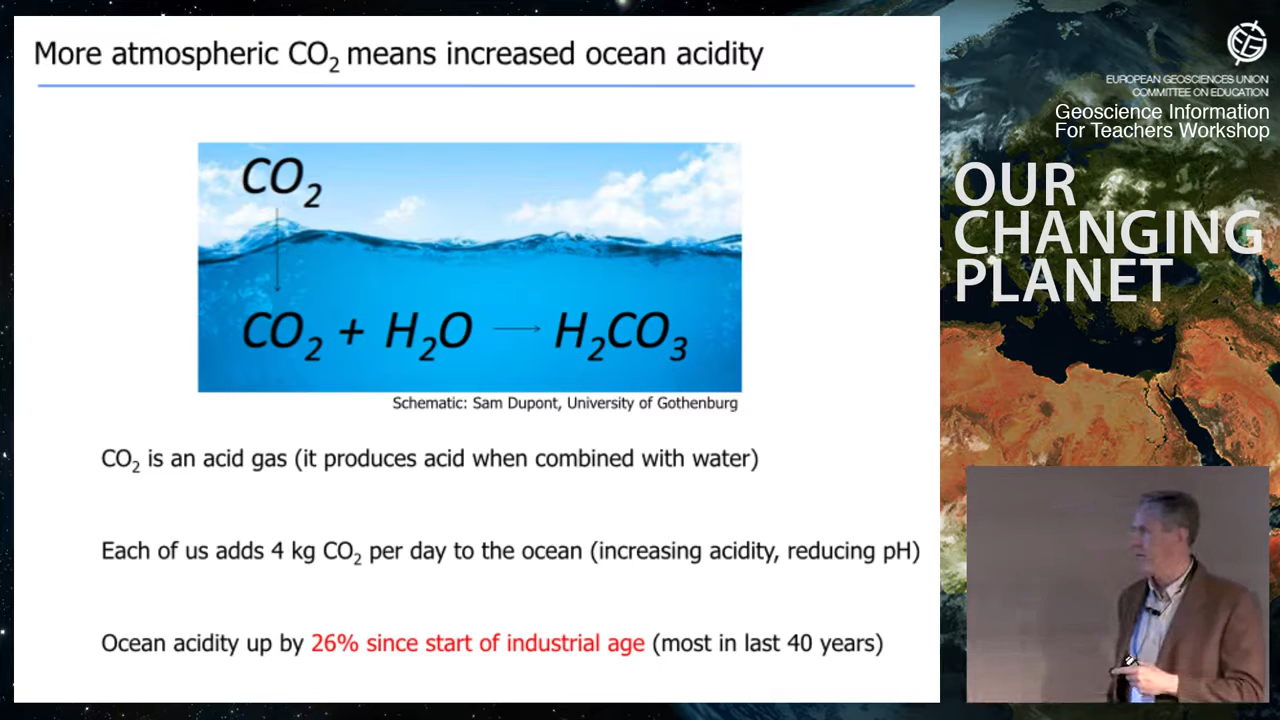 More atmospheric CO₂ means increased ocean acidity
CO₂
CO₂ + H₂O → H₂CO₃
Schematic: Sam Dupont, University of Gothenburg
CO₂ is an acid gas (it produces acid when combined with water)
Each of us adds 4 kg CO₂ per day to the ocean (increasing acidity, reducing pH)
Ocean acidity up by 26% since start of industrial age (most in last 40 years)
EGU
EUROPEAN GEOSCIENCES UNION
COMMITTEE ON EDUCATION
Geoscience Information
For Teachers Workshop
OUR
CHANGING
PLANET